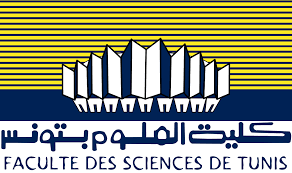 كلية العلوم بتونس
FACULTE DES SCIENCES DE TUNIS